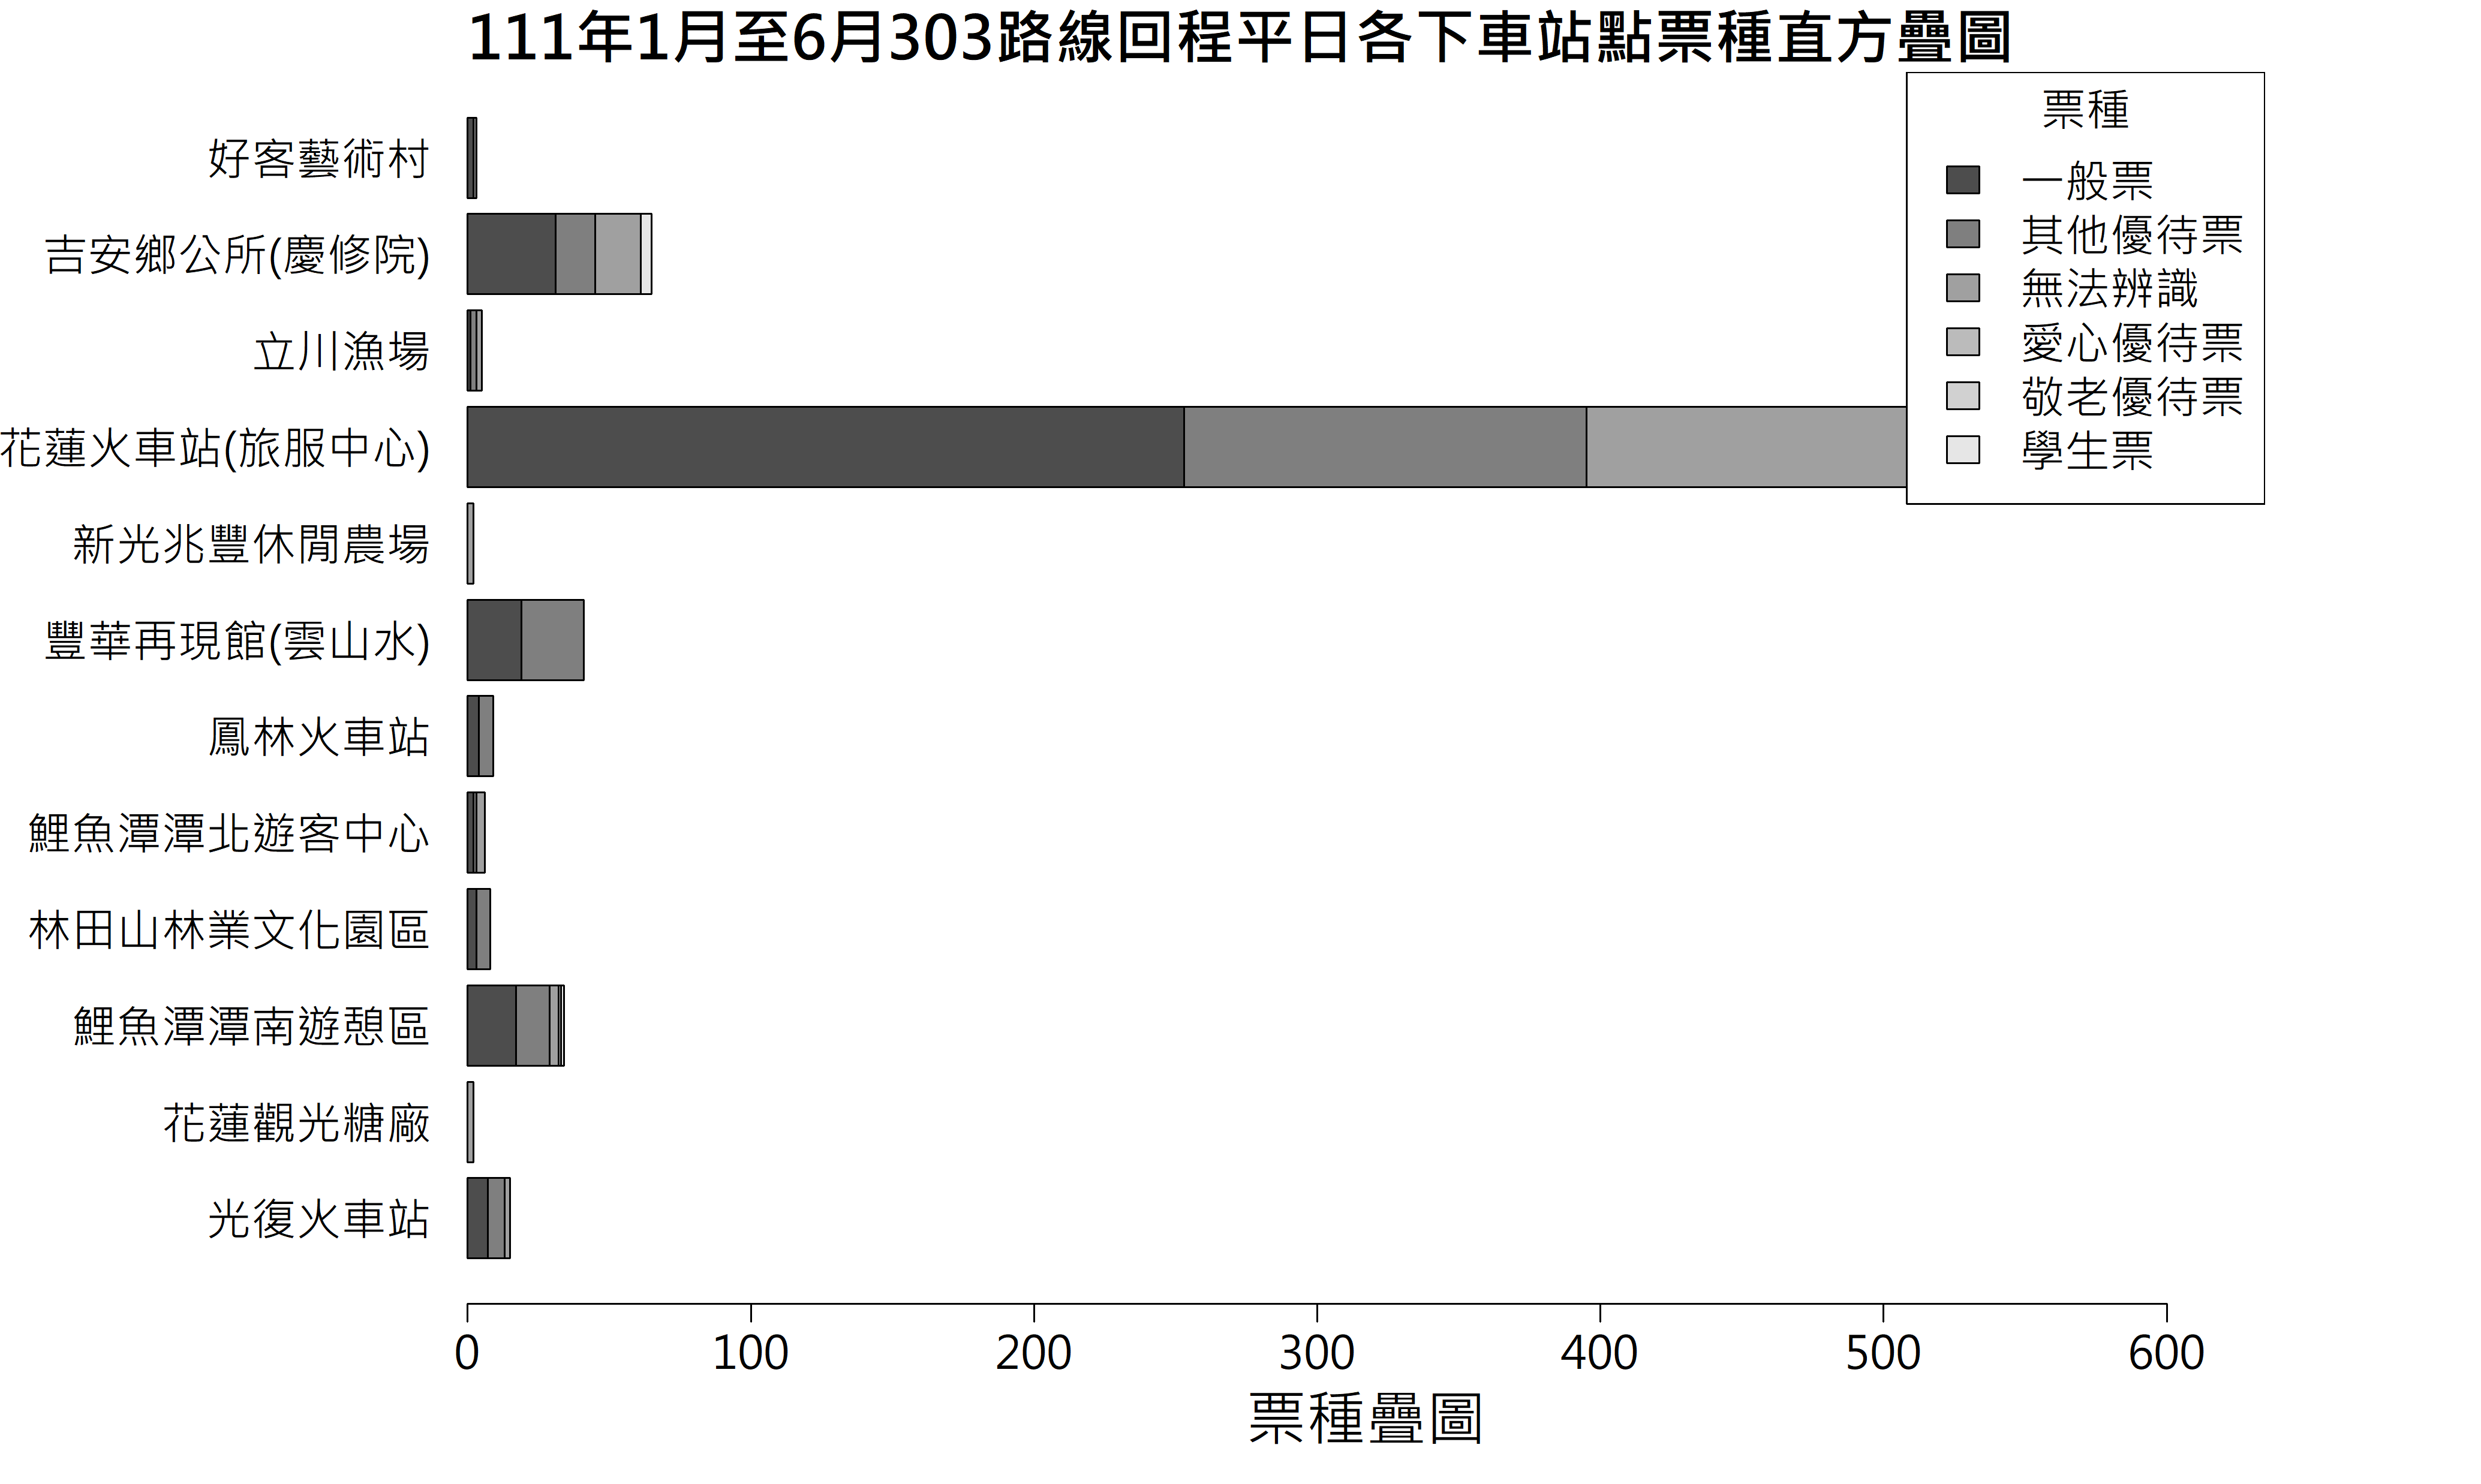 111年1月至6月303路線回程平日各下車站點票種直方疊圖
票種
一般票
其他優待票
無法辨識
愛心優待票
敬老優待票
學生票
好客藝術村
吉安鄉公所(慶修院)
立川漁場
花蓮火車站(旅服中心)
新光兆豐休閒農場
豐華再現館(雲山水)
鳳林火車站
鯉魚潭潭北遊客中心
林田山林業文化園區
鯉魚潭潭南遊憩區
花蓮觀光糖廠
光復火車站
0 100 200 300 400 500 600
票種疊圖